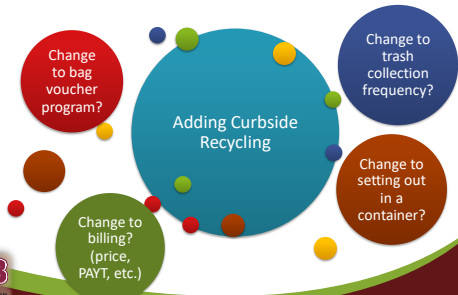 Change
to bag
voucher
program?
Change to
trash
collection
frequency?
Adding Curbside
Recycling
Change to
setting out
in a
container?
Change to
billing?
(price,
PAYT, etc.)